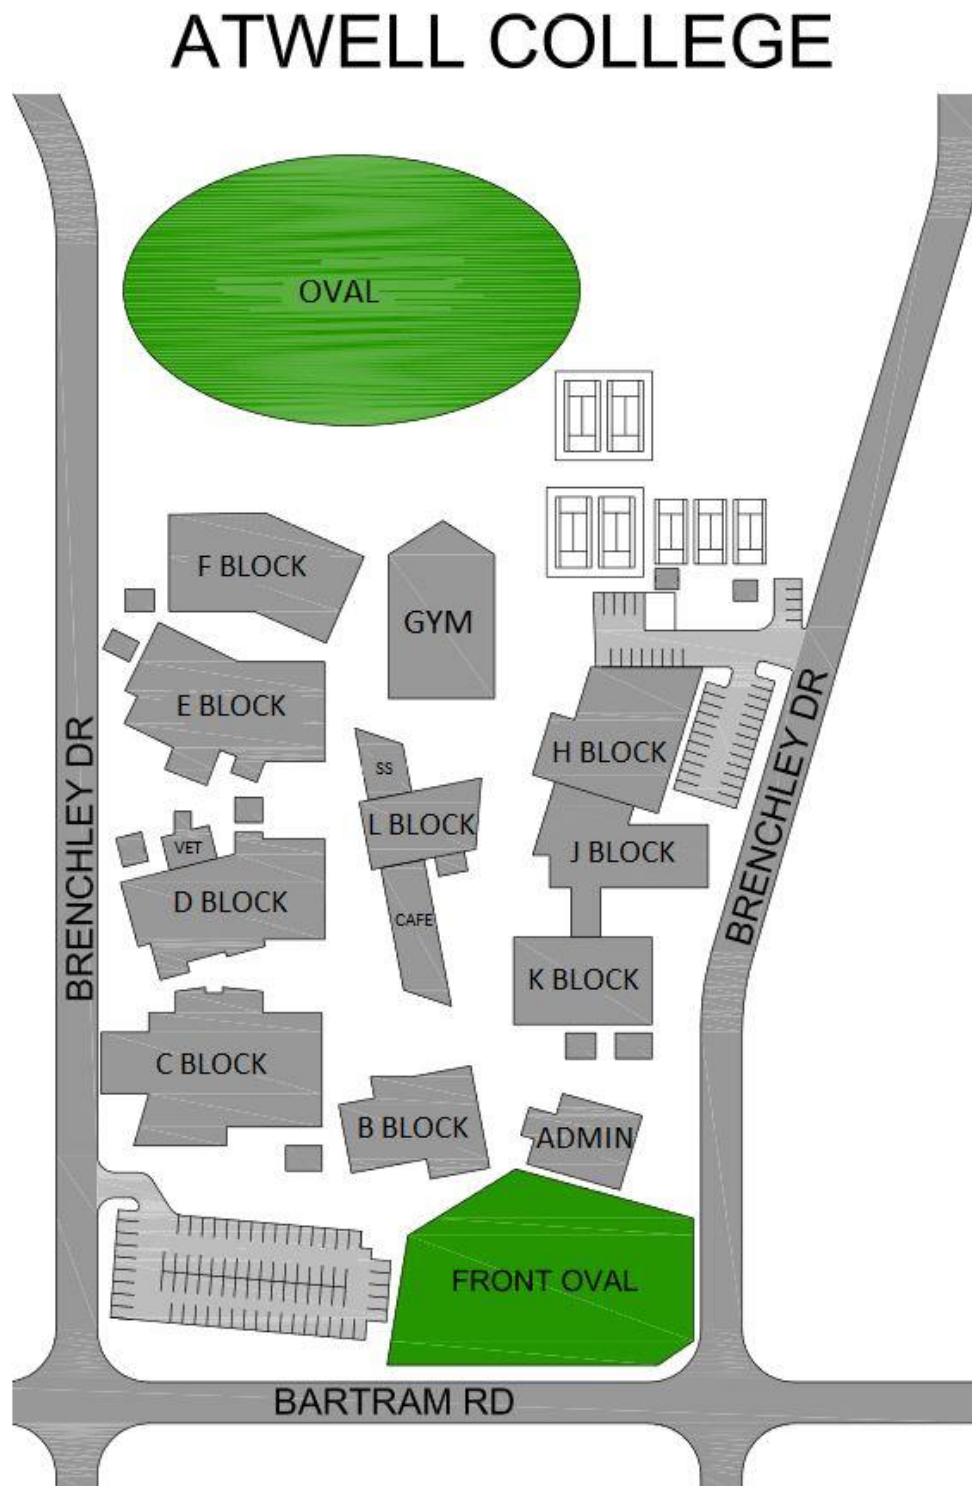 ATWELL COLLEGE
OVAL
F BLOCK
GYM
E BLOCK
H BLOCK
SS
L BLOCK
J BLOCK
VET
D BLOCK
CAFE
K BLOCK
C BLOCK
B BLOCK
ADMIN
BRENCHLEY DR
BRENCHLEY DR
FRONT OVAL
BARTRAM RD